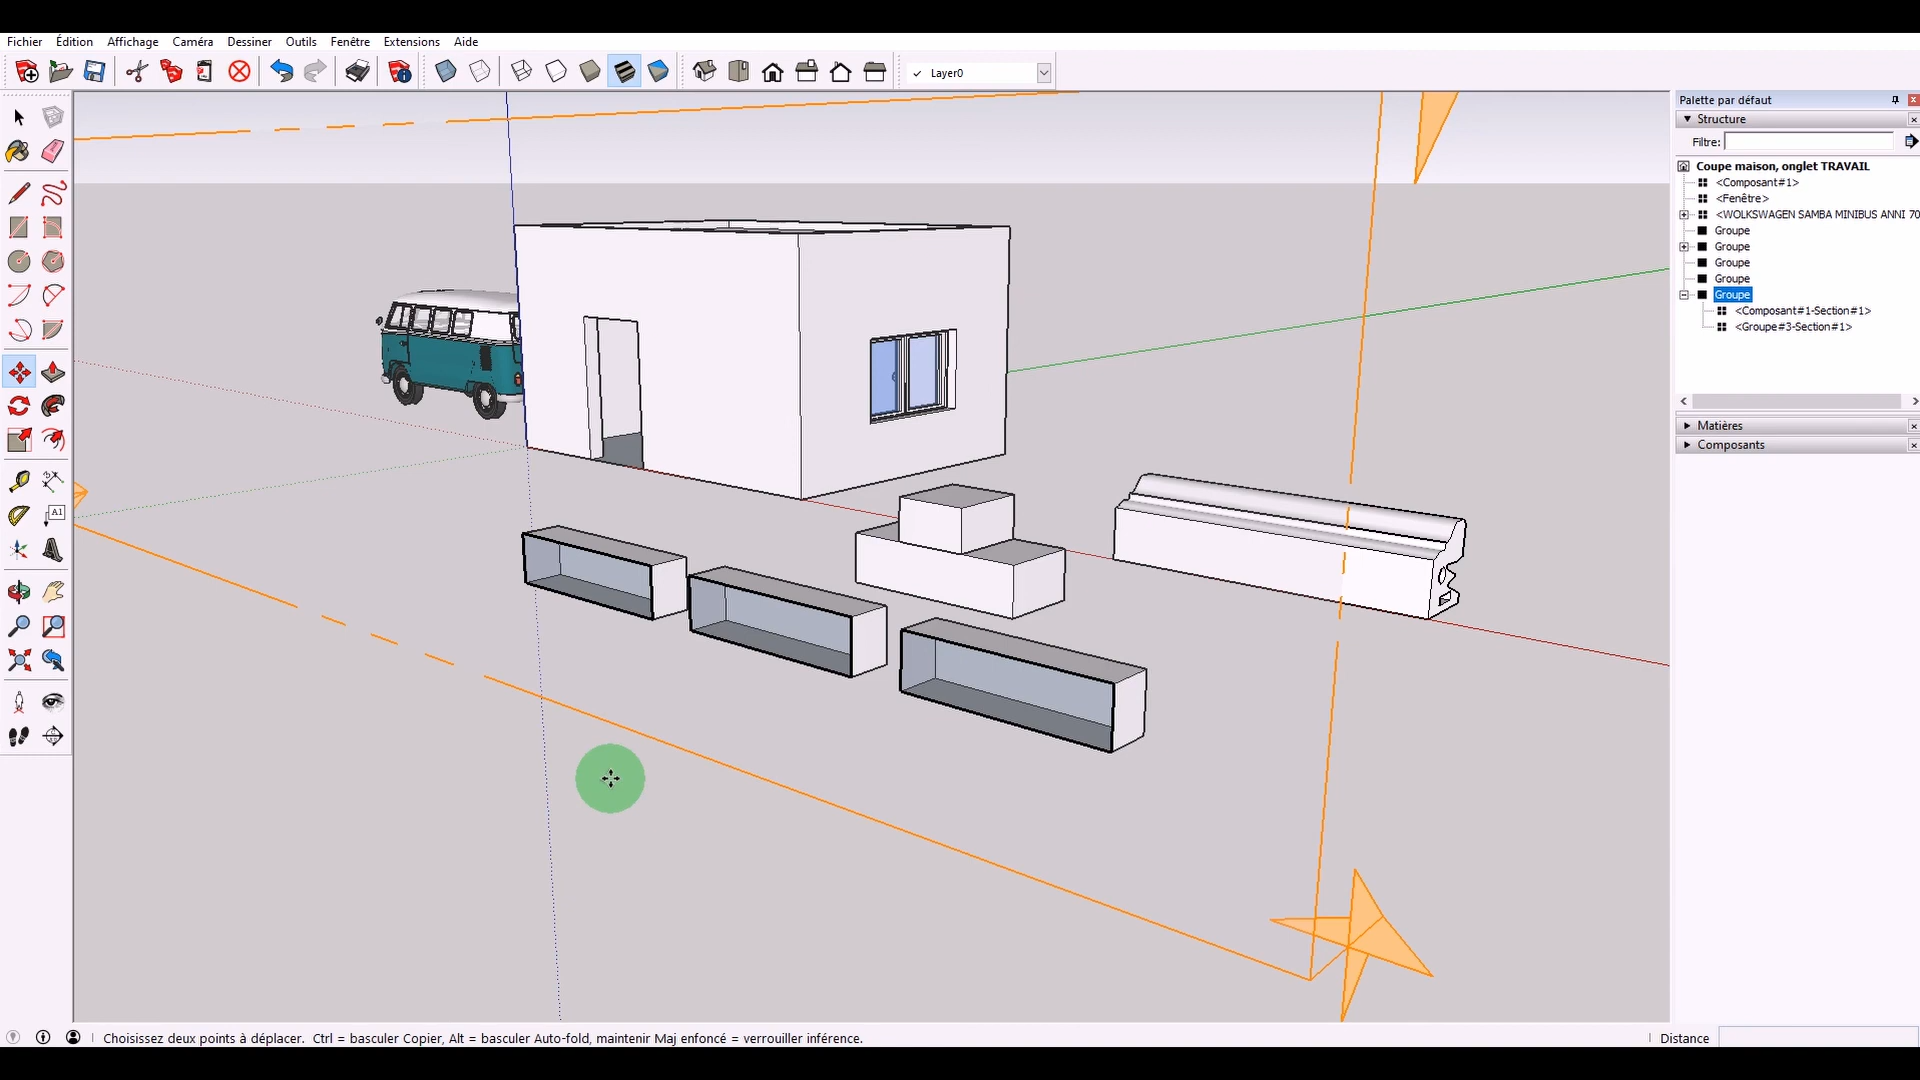 Fichier Édition Affichage Caméra Dessiner Outils Fenêtre Extensions Aide
Layer0
Palette par défaut
Structure
Filtre:
Coupe maison, onglet TRAVAIL
<Composant#1>
<Fenêtre>
<WOLKSWAGEN SAMBA MINIBUS ANNI 70
Groupe
Groupe
Groupe
Groupe
Groupe
<Composant#1-Section#1>
<Groupe#3-Section#1>
Matières
Composants
A1
Choisissez deux points à déplacer. Ctrl = basculer Copier, Alt = basculer Auto-fold, maintenir Maj enfoncé = verrouiller inférence.
Distance